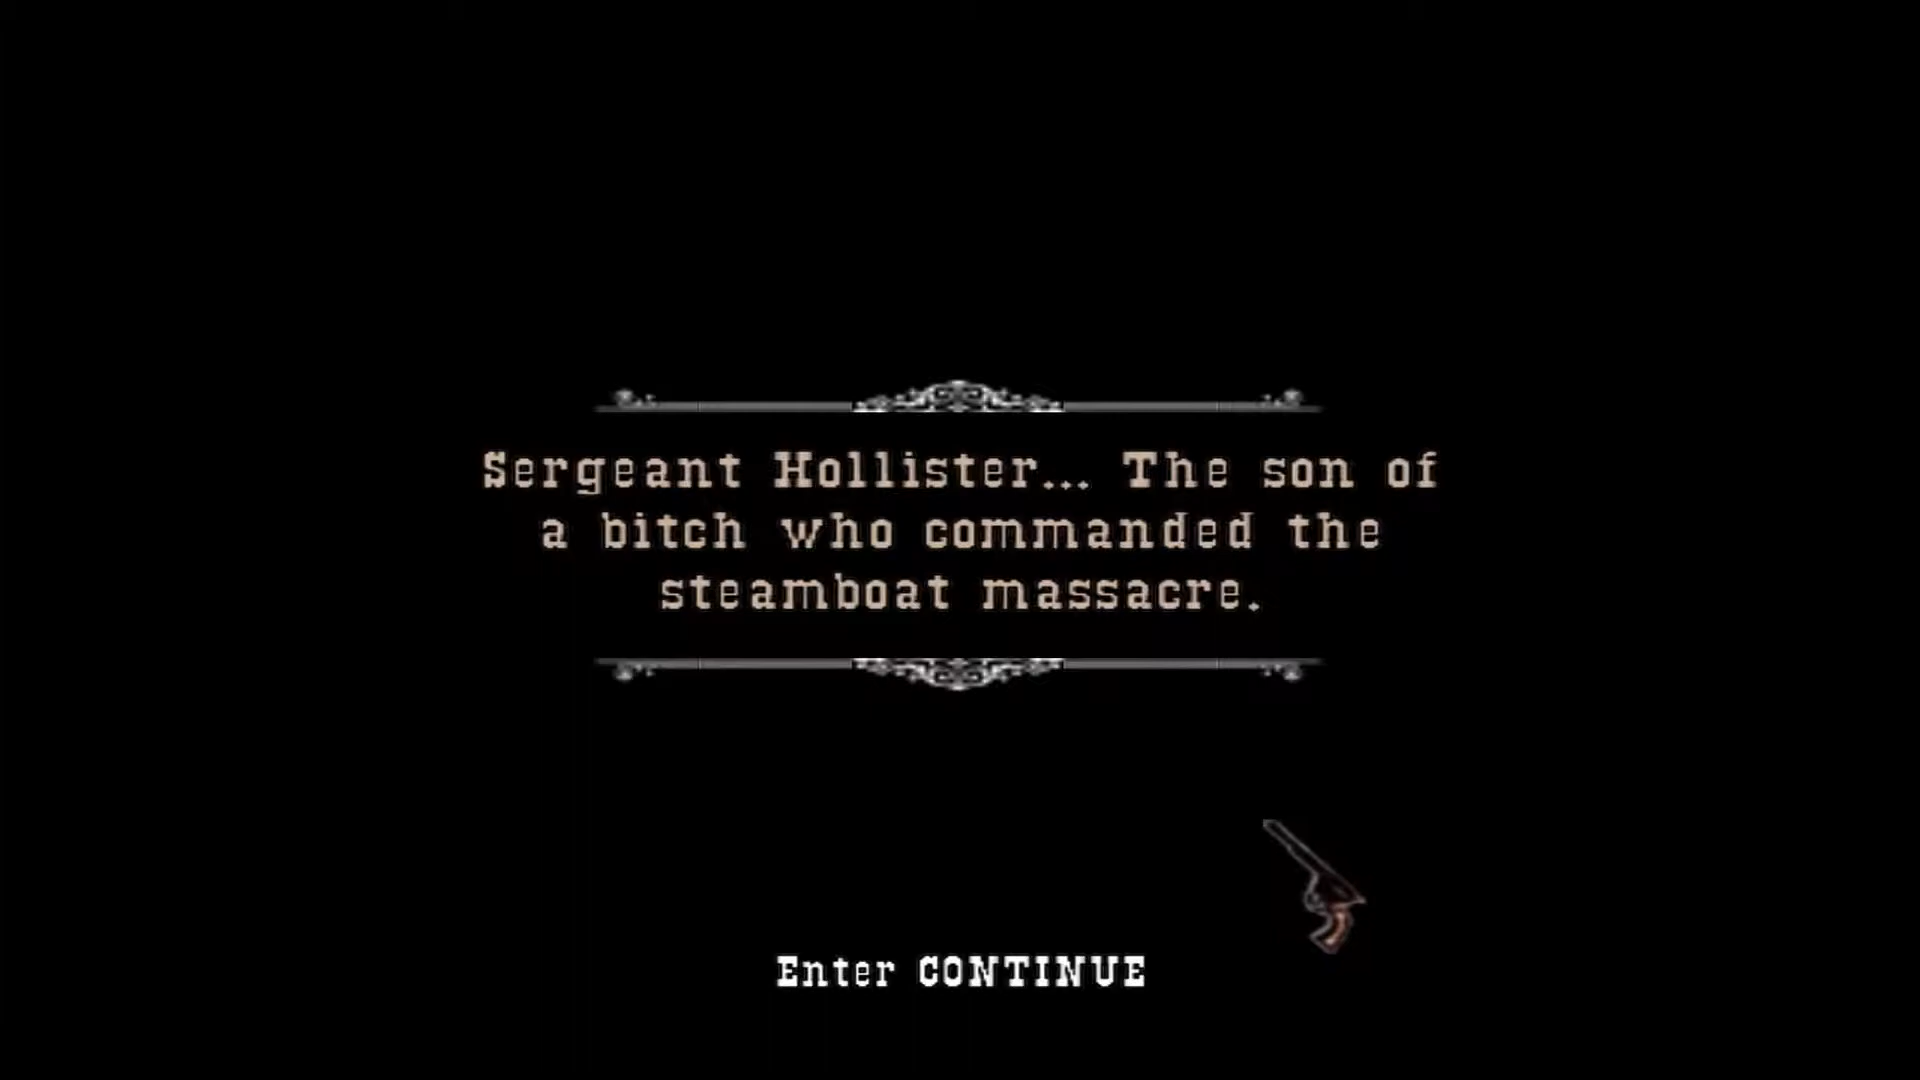 Sergeant Hollister... The son of
a bitch who commanded the
steamboat massacre.
Enter CONTINUE